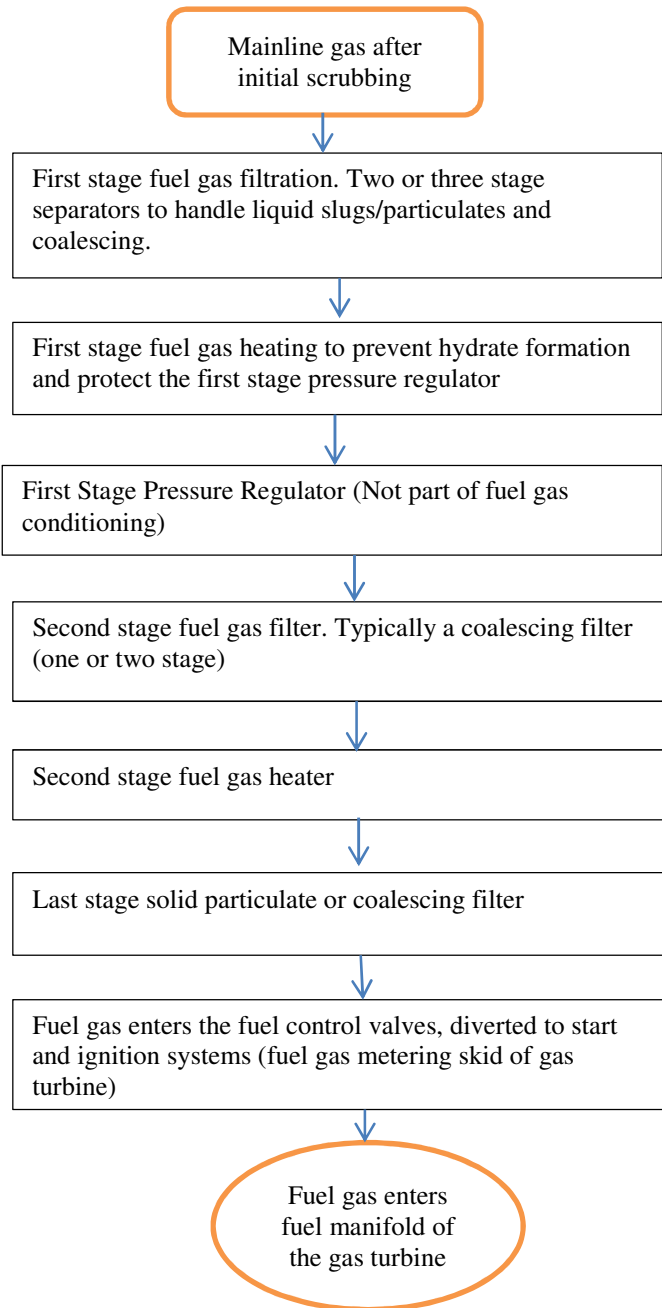 Mainline gas after
initial scrubbing
First stage fuel gas filtration. Two or three stage
separators to handle liquid slugs/particulates and
coalescing.
First stage fuel gas heating to prevent hydrate formation
and protect the first stage pressure regulator
First Stage Pressure Regulator (Not part of fuel gas
conditioning)
Second stage fuel gas filter. Typically a coalescing filter
(one or two stage)
Second stage fuel gas heater
Last stage solid particulate or coalescing filter
Fuel gas enters the fuel control valves, diverted to start
and ignition systems (fuel gas metering skid of gas
turbine)
Fuel gas enters
fuel manifold of
the gas turbine